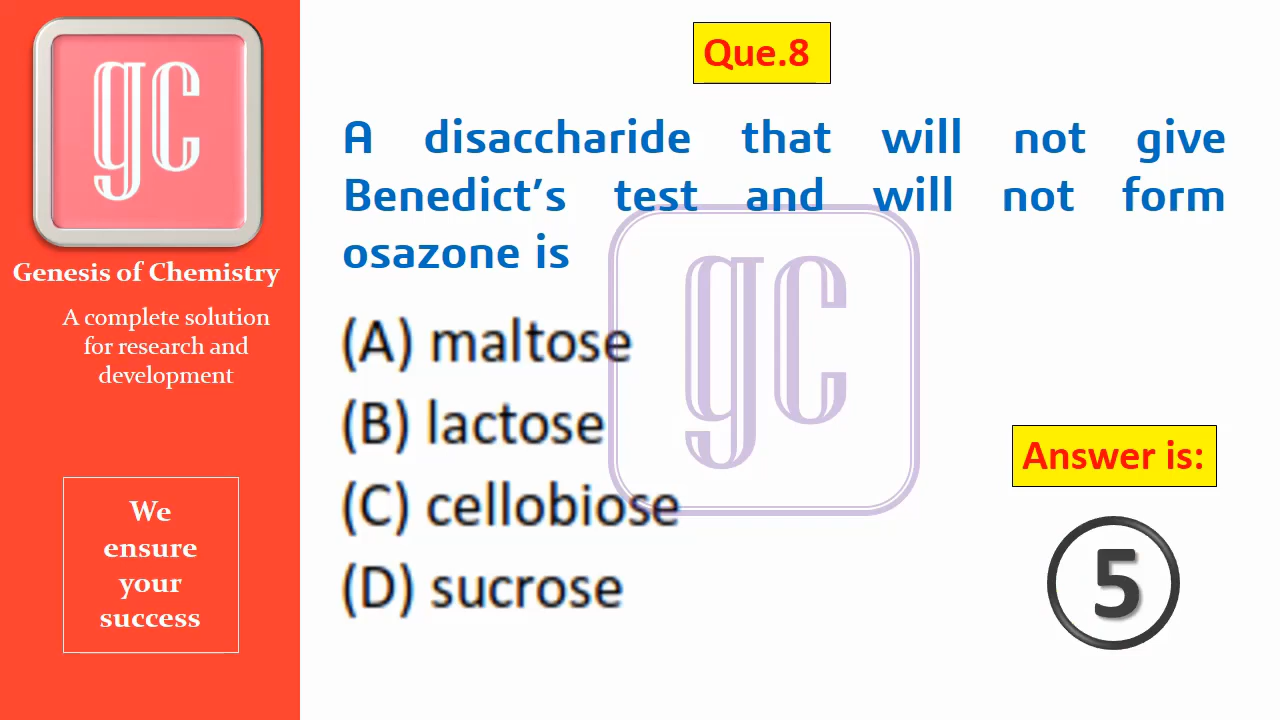 gc
Genesis of Chemistry
A complete solution
for research and
development
We
ensure
your
success
Que.8
A disaccharide that will not give
Benedict’s test and will not form
osazone is
(A) maltose
(B) lactose
(C) cellobiose
(D) sucrose
gc
Answer is:
5